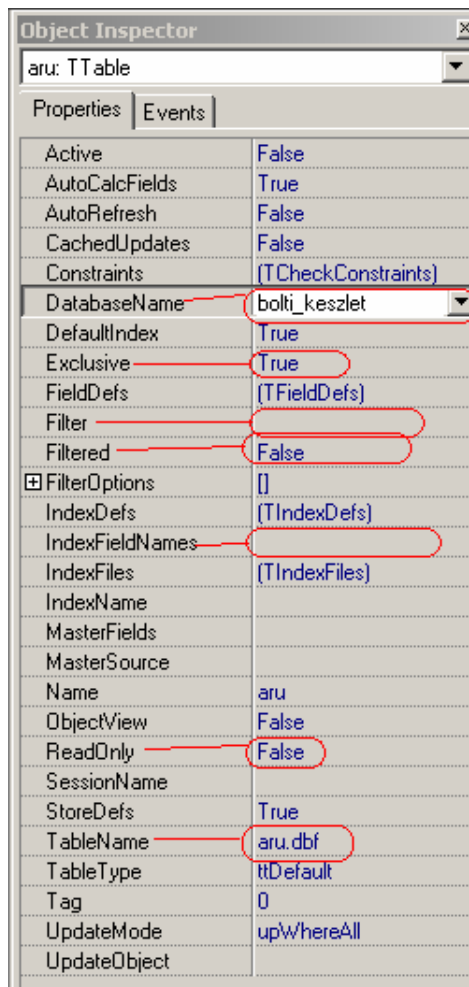 Object Inspector
aru: TTable
Properties Events
Active False
AutoCalcFields True
AutoRefresh False
CachedUpdates False
Constraints (TCheckConstraints)
DatabaseName bolti_keszlet
DefaultIndex True
Exclusive True
FieldDefs (TFieldDefs)
Filter
Filtered False
FilterOptions []
IndexDefs (TIndexDefs)
IndexFieldNames
IndexFiles (TIndexFiles)
IndexName
MasterFields
MasterSource
Name aru
ObjectView False
ReadOnly False
SessionName
StoreDefs True
TableName aru.dbf
TableType ttDefault
Tag 0
UpdateMode upWhereAll
UpdateObject